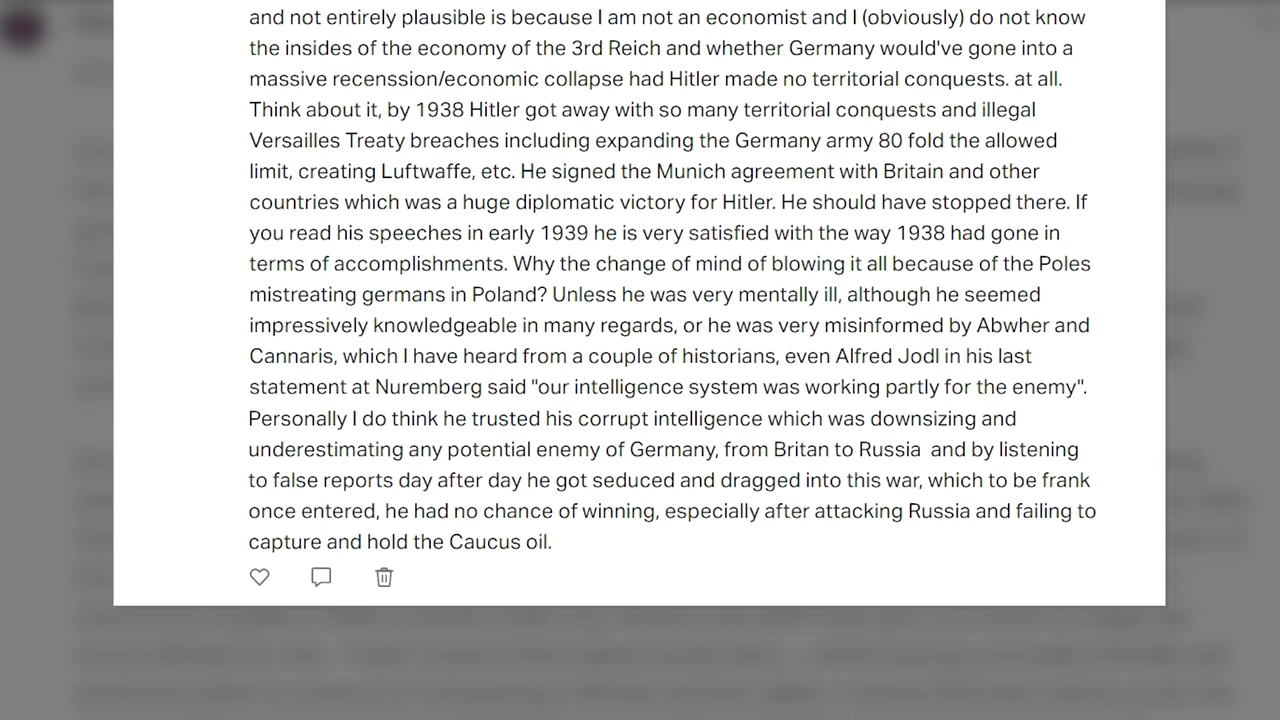 and not entirely plausible is because I am not an economist and I (obviously) do not know
the insides of the economy of the 3rd Reich and whether Germany would've gone into a
massive recenssion/economic collapse had Hitler made no territorial conquests. at all.
Think about it, by 1938 Hitler got away with so many territorial conquests and illegal
Versailles Treaty breaches including expanding the Germany army 80 fold the allowed
limit, creating Luftwaffe, etc. He signed the Munich agreement with Britain and other
countries which was a huge diplomatic victory for Hitler. He should have stopped there. If
you read his speeches in early 1939 he is very satisfied with the way 1938 had gone in
terms of accomplishments. Why the change of mind of blowing it all because of the Poles
mistreating germans in Poland? Unless he was very mentally ill, although he seemed
impressively knowledgeable in many regards, or he was very misinformed by Abwher and
Cannaris, which I have heard from a couple of historians, even Alfred Jodl in his last
statement at Nuremberg said "our intelligence system was working partly for the enemy".
Personally I do think he trusted his corrupt intelligence which was downsizing and
underestimating any potential enemy of Germany, from Britan to Russia  and by listening
to false reports day after day he got seduced and dragged into this war, which to be frank
once entered, he had no chance of winning, especially after attacking Russia and failing to
capture and hold the Caucus oil.